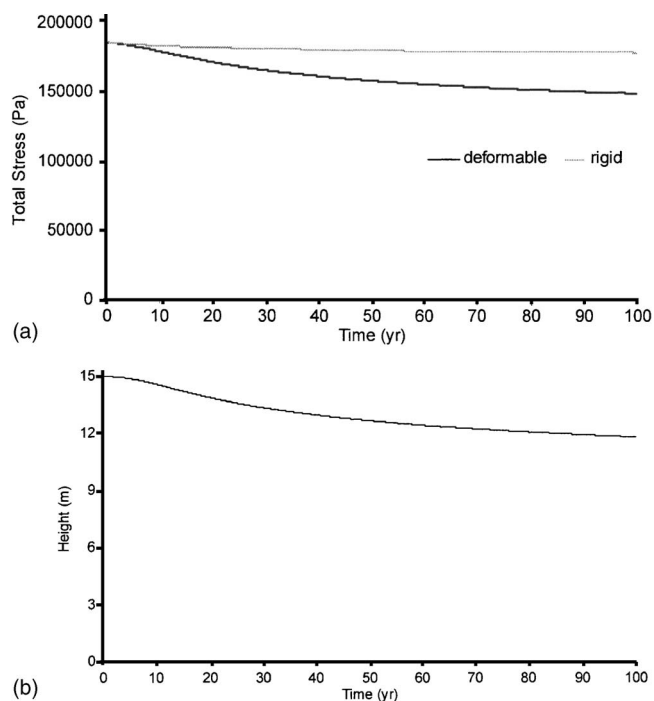 200000
150000
100000
50000
0
Total Stress (Pa)
deformable rigid
0 10 20 30 40 50 60 70 80 90 100
Time (yr)
(a)
15
12
9
6
3
0
Height (m)
0 10 20 30 40 50 60 70 80 90 100
Time (yr)
(b)